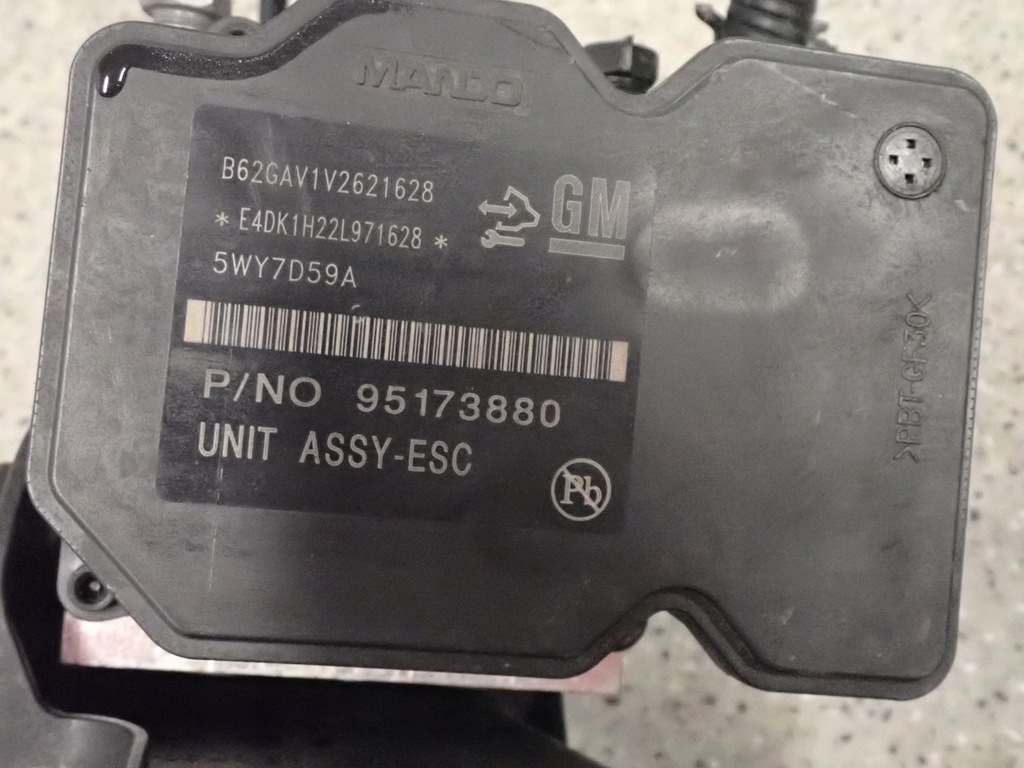 MANDO
B62GAV1V2621628
* E4DK1H22L971628 *
GM
5WY7D59A
P/NO 95173880
UNIT ASSY-ESC
Pb
>PBT-GF30<